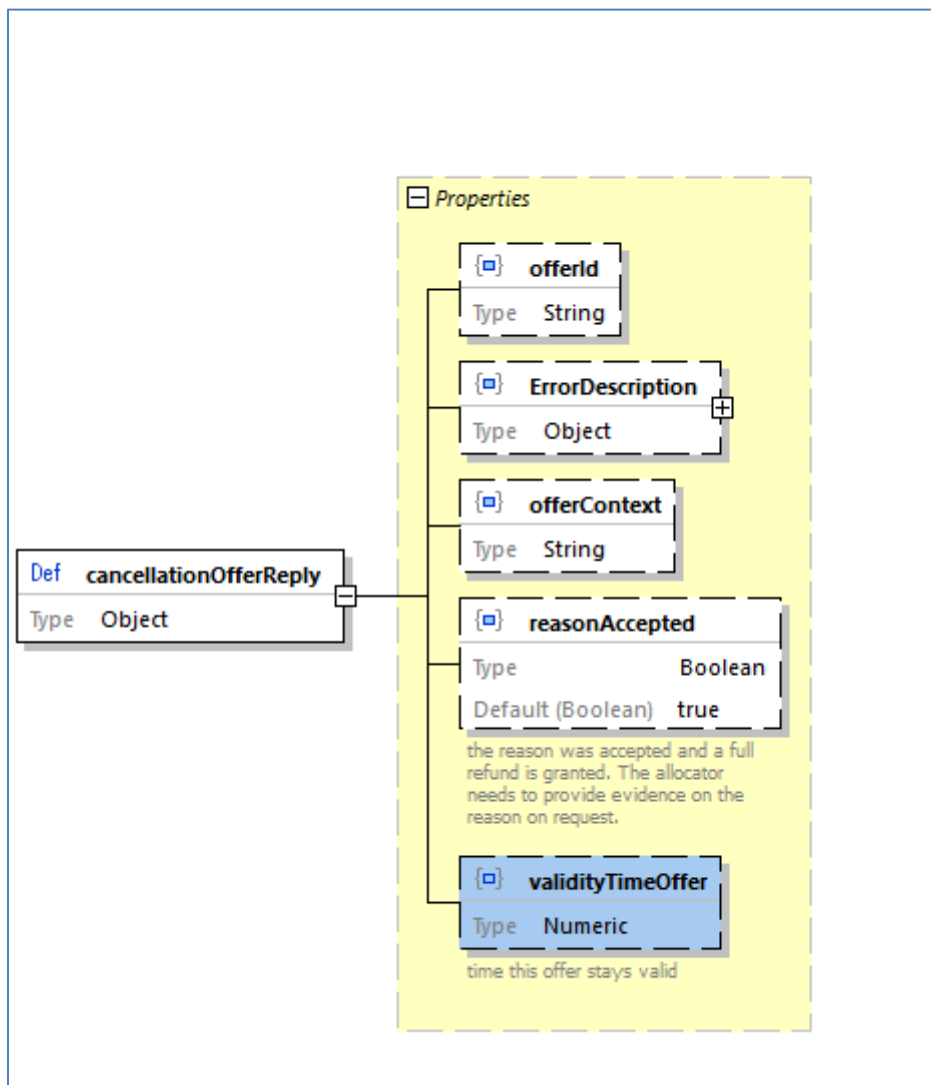 Properties
offerId
Type String
ErrorDescription
Type Object
offerContext
Type String
Def cancellationOfferReply
Type Object
reasonAccepted
Type Boolean
Default (Boolean) true
the reason was accepted and a full
refund is granted. The allocator
needs to provide evidence on the
reason on request.
validityTimeOffer
Type Numeric
time this offer stays valid